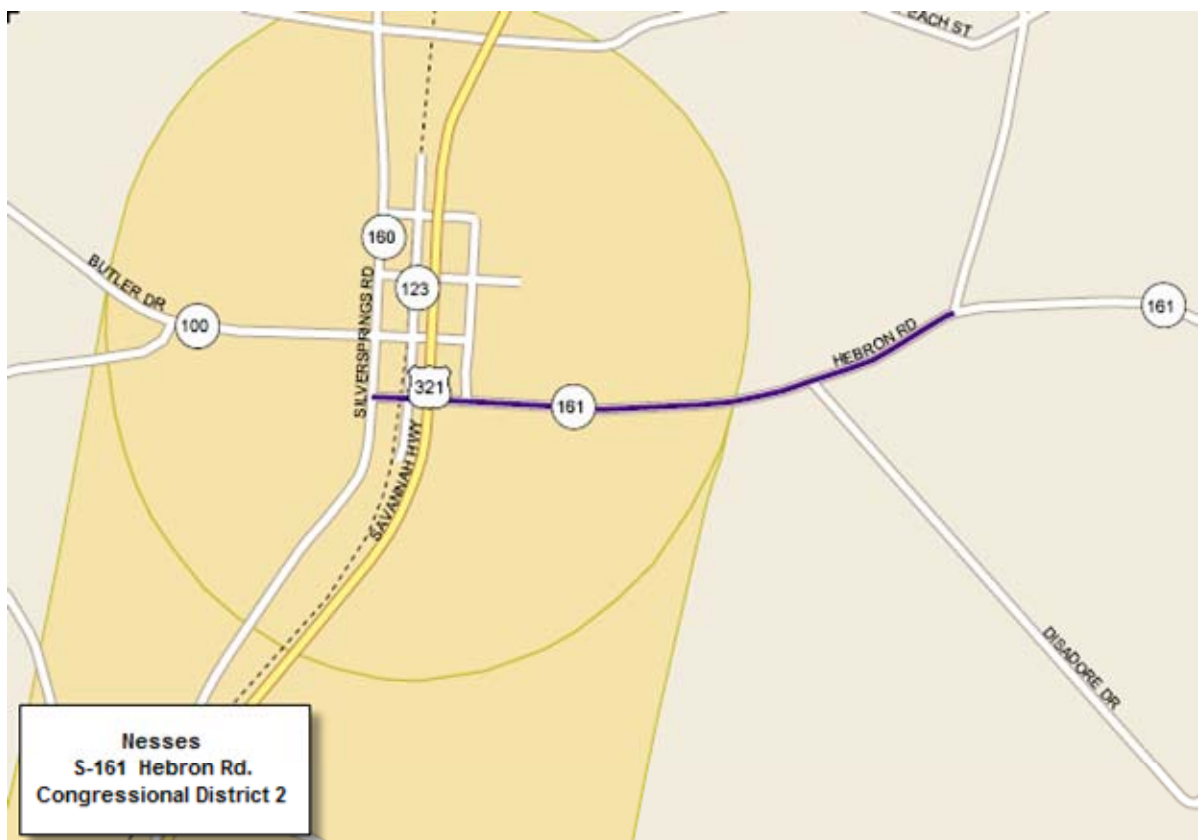 EACH ST
160
BUTLER DR
123
100
SILVERSPRINGS RD
321
161
HEBRON RD
161
SAVANNAH HWY
DISADORE DR
Nesses
S-161 Hebron Rd.
Congressional District 2